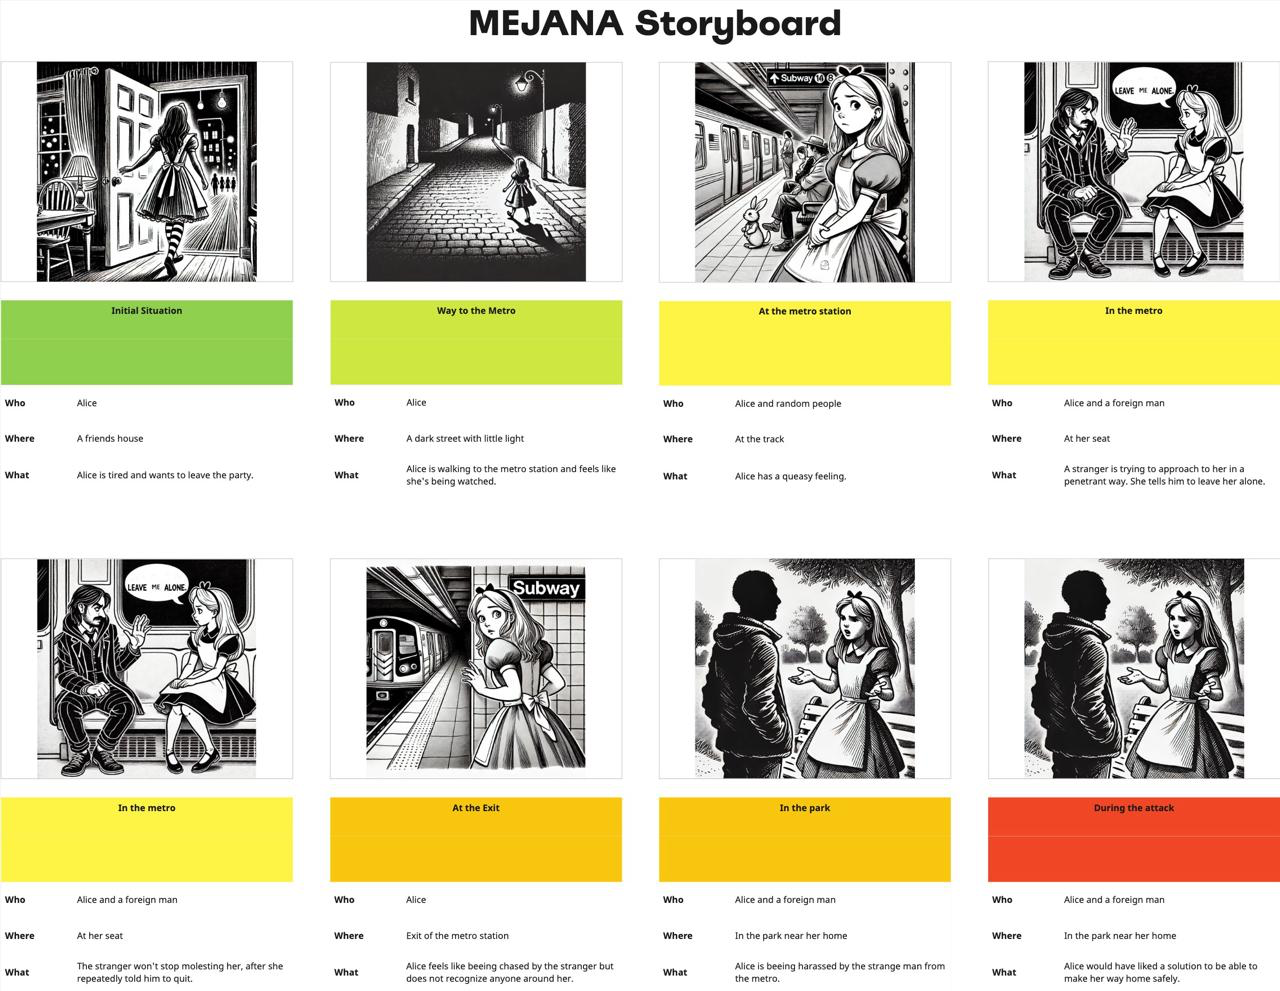 MEJANA Storyboard
Subway 14 8
LEAVE ME ALONE.
Initial Situation
Way to the Metro
At the metro station
In the metro
Who Alice
Where A friends house
What Alice is tired and wants to leave the party.
Who Alice
Where A dark street with little light
What Alice is walking to the metro station and feels like
she's being watched.
Who Alice and random people
Where At the track
What Alice has a queasy feeling.
Who Alice and a foreign man
Where At her seat
What A stranger is trying to approach to her in a
penetrant way. She tells him to leave her alone.
LEAVE ME ALONE.
Subway
In the metro
At the Exit
In the park
During the attack
Who Alice and a foreign man
Where At her seat
What The stranger won't stop molesting her, after she
repeatedly told him to quit.
Who Alice
Where Exit of the metro station
What Alice feels like beeing chased by the stranger but
does not recognize anyone around her.
Who Alice and a foreign man
Where In the park near her home
What Alice is beeing harassed by the strange man from
the metro.
Who Alice and a foreign man
Where In the park near her home
What Alice would have liked a solution to be able to
make her way home safely.